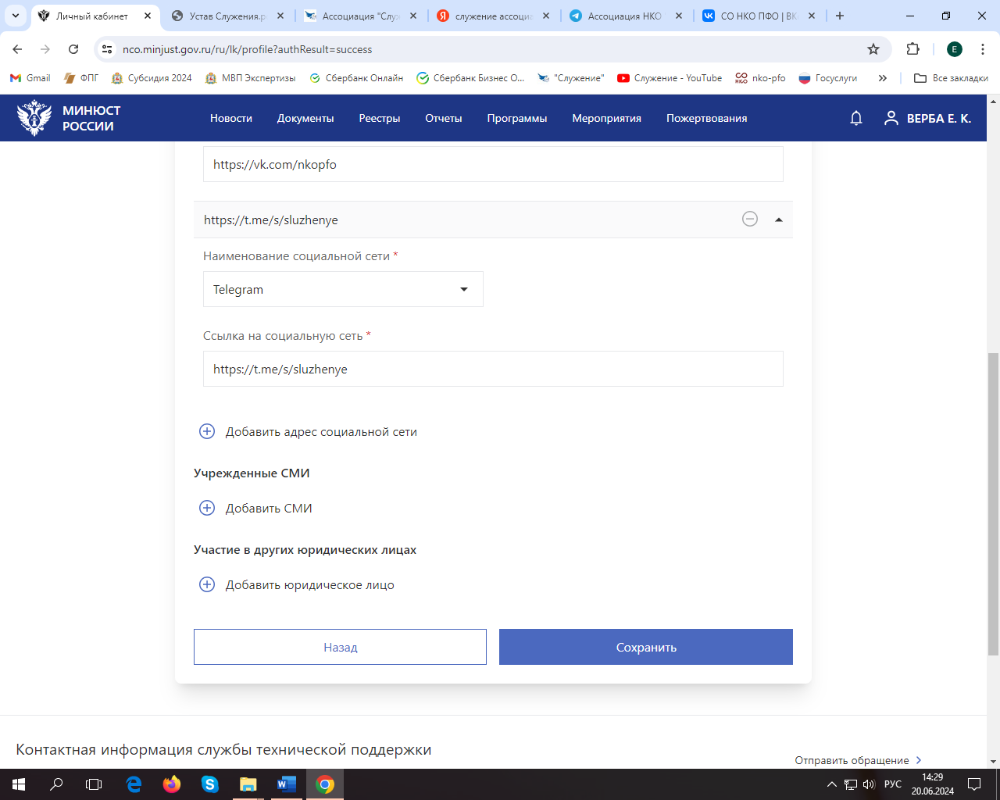 Личный кабинет
Устав Служения.р
Ассоциация "Слу
служение ассоци
Ассоциация НКО
СО НКО ПФО | ВК
nco.minjust.gov.ru/ru/lk/profile?authResult=success
E
Gmail
ФПГ
Субсидия 2024
МВП Экспертизы
Сбербанк Онлайн
Сбербанк Бизнес О...
"Служение"
Служение - YouTube
nko-pfo
Госуслуги
Все закладки
МИНЮСТ
РОССИИ
Новости
Документы
Реестры
Отчеты
Программы
Мероприятия
Пожертвования
ВЕРБА Е. К.
https://vk.com/nkopfo
https://t.me/s/sluzhenye
Наименование социальной сети *
Telegram
Ссылка на социальную сеть *
https://t.me/s/sluzhenye
Добавить адрес социальной сети
Учрежденные СМИ
Добавить СМИ
Участие в других юридических лицах
Добавить юридическое лицо
Назад
Сохранить
Контактная информация службы технической поддержки
Отправить обращение
РУС
14:29
20.06.2024